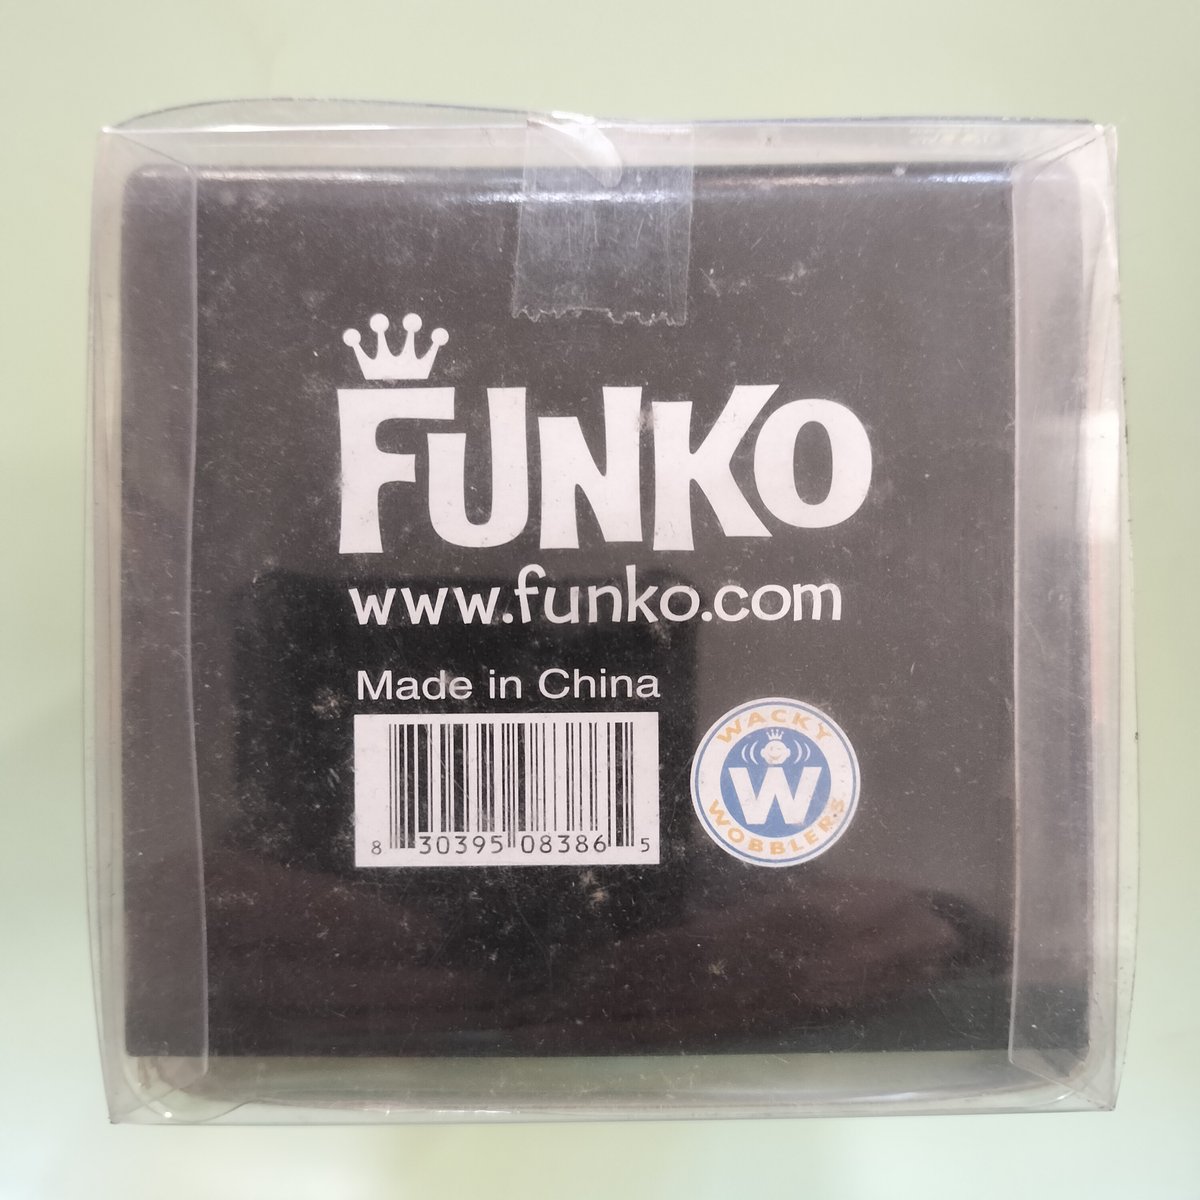 FUNKO
www.funko.com
Made in China
8 30395 08386 5
WACKY
W
WOBBLERS